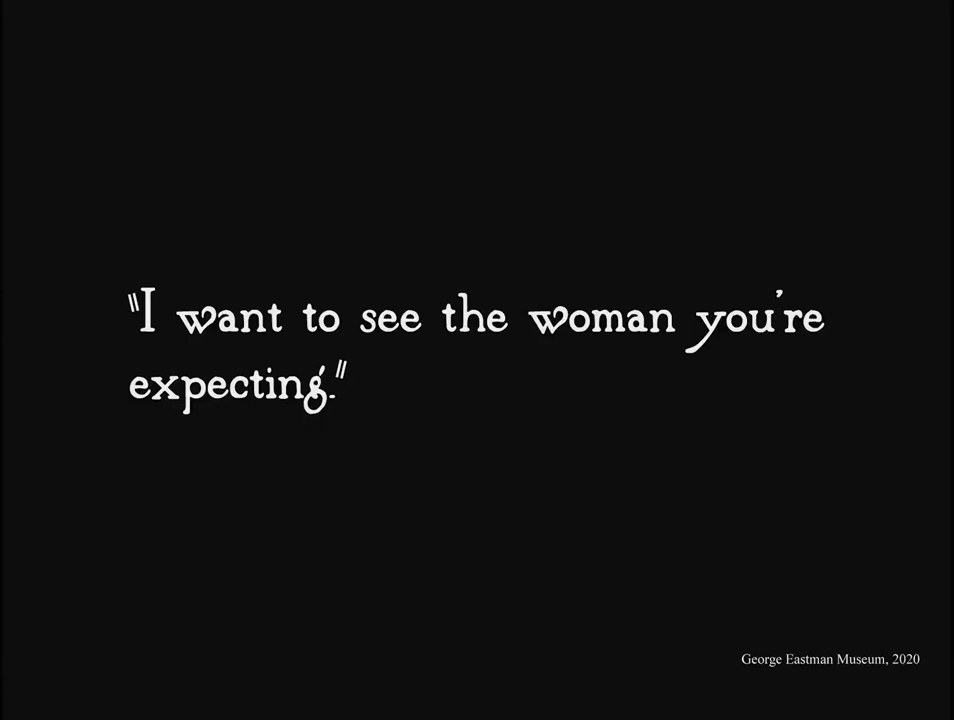 "I want to see the woman you're
expecting."
George Eastman Museum, 2020